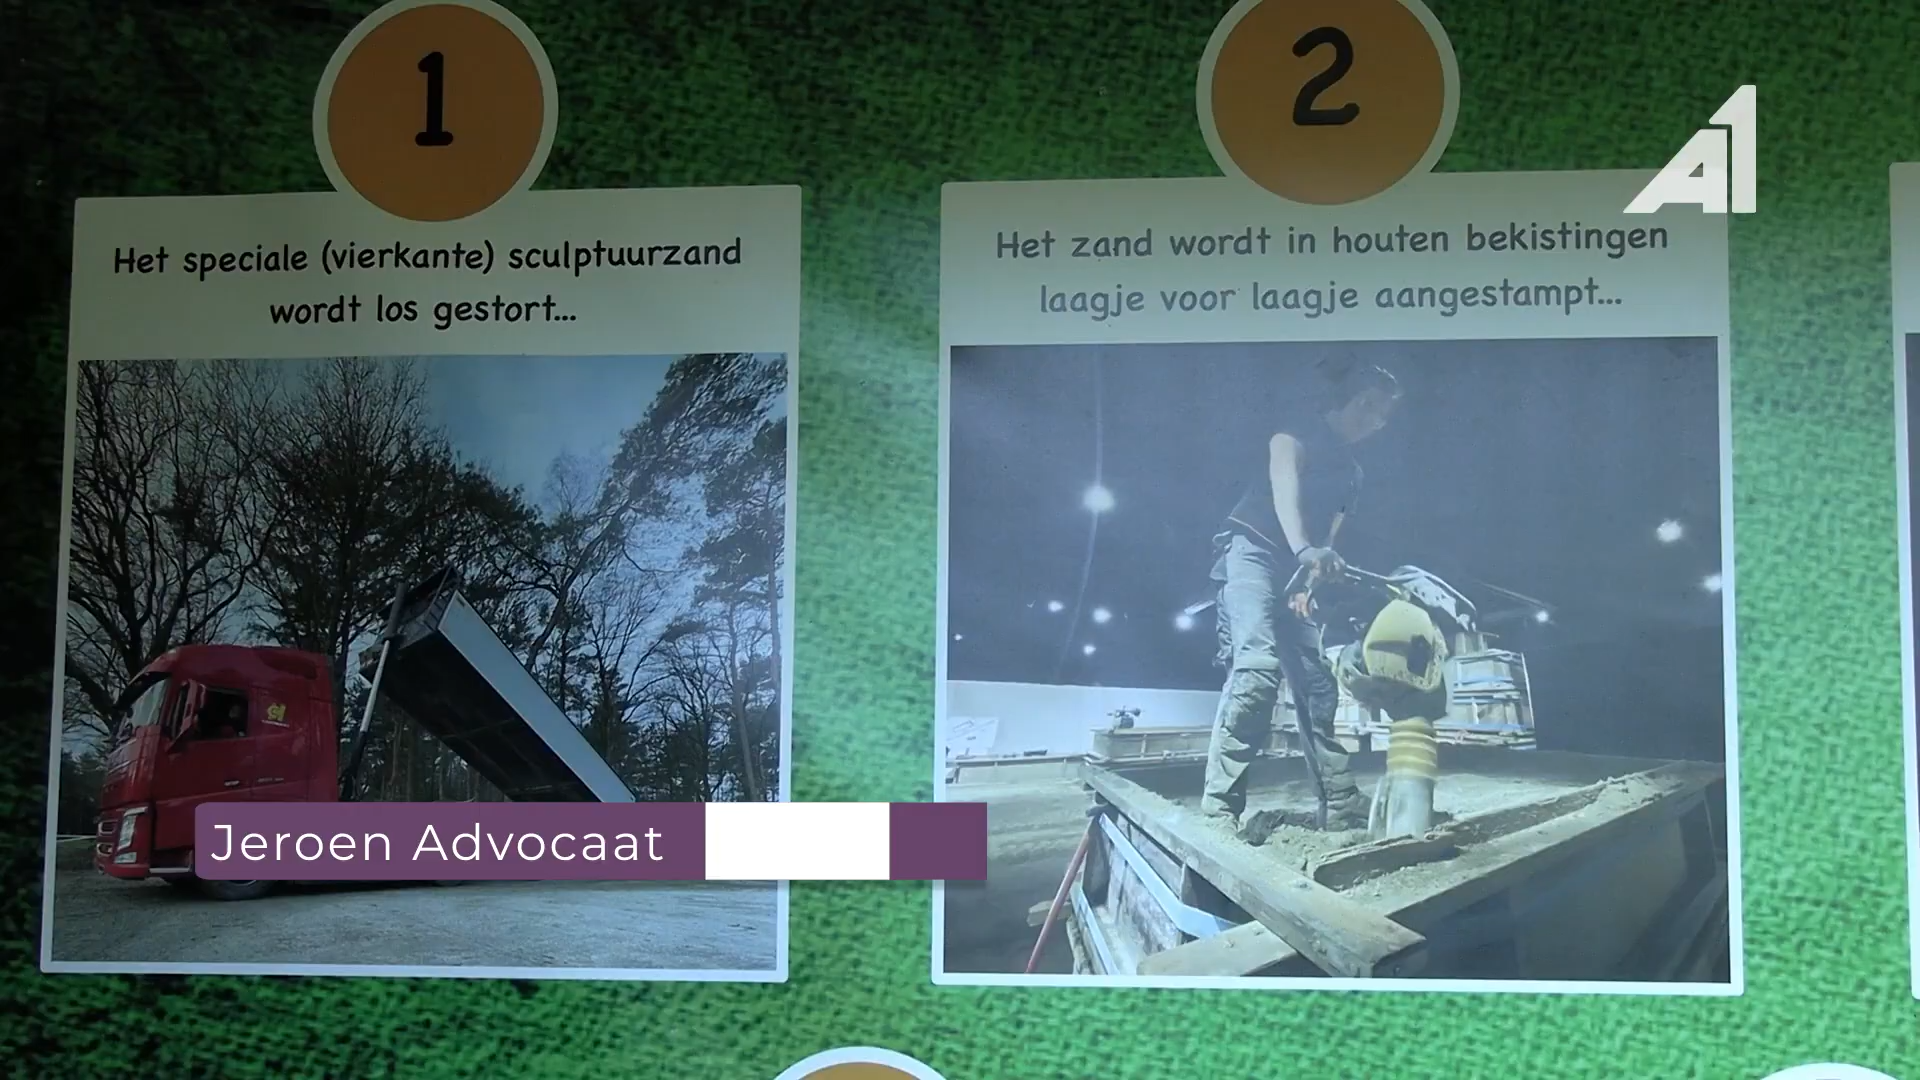 1
Het speciale (vierkante) sculptuurzand
wordt los gestort...
2
Het zand wordt in houten bekistingen
laagje voor laagje aangestampt...
A1
Jeroen Advocaat